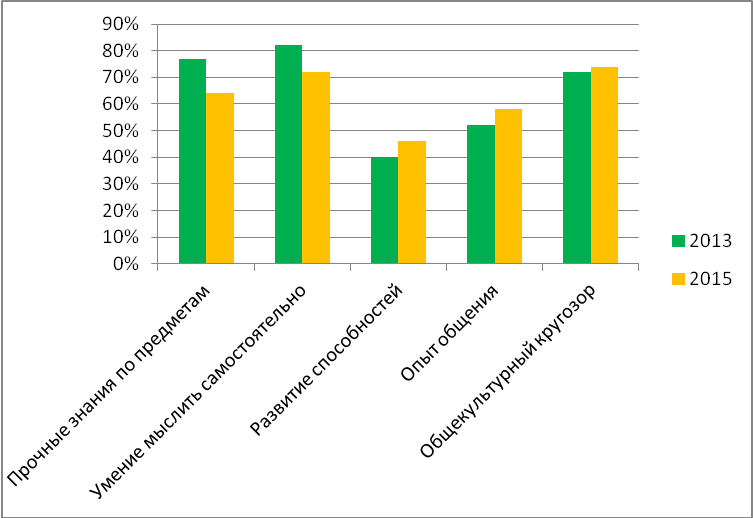 90%
80%
70%
60%
50%
40%
30%
20%
10%
0%
2013
2015
Прочные знания по предметам
Умение мыслить самостоятельно
Развитие способностей
Опыт общения
Общекультурный кругозор